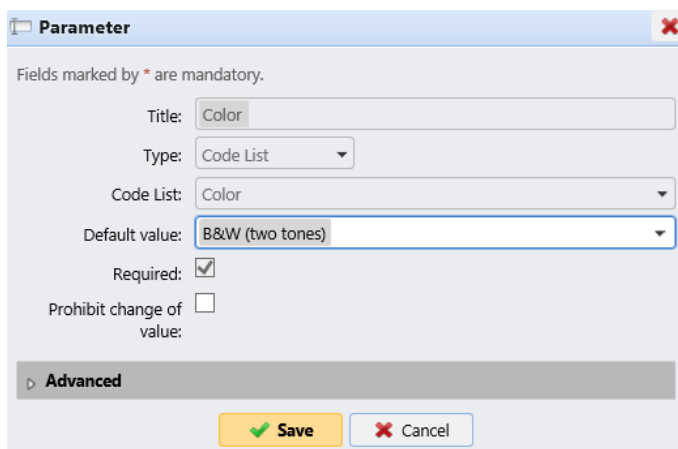 Parameter
Fields marked by * are mandatory.
Title: Color
Type: Code List
Code List: Color
Default value: B&W (two tones)
Required:
Prohibit change of
value:
Advanced
Save Cancel